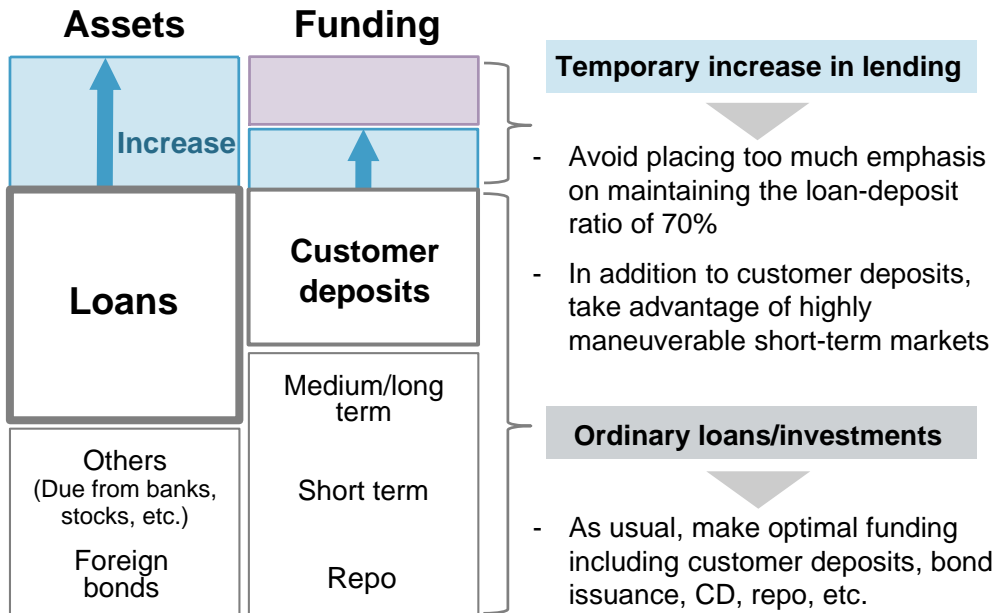 Assets
Funding
Increase
Loans
Customer
deposits
Others
(Due from banks,
stocks, etc.)
Foreign
bonds
Medium/long
term
Short term
Repo
Temporary increase in lending
- Avoid placing too much emphasis
on maintaining the loan-deposit
ratio of 70%
- In addition to customer deposits,
take advantage of highly
maneuverable short-term markets
Ordinary loans/investments
- As usual, make optimal funding
including customer deposits, bond
issuance, CD, repo, etc.